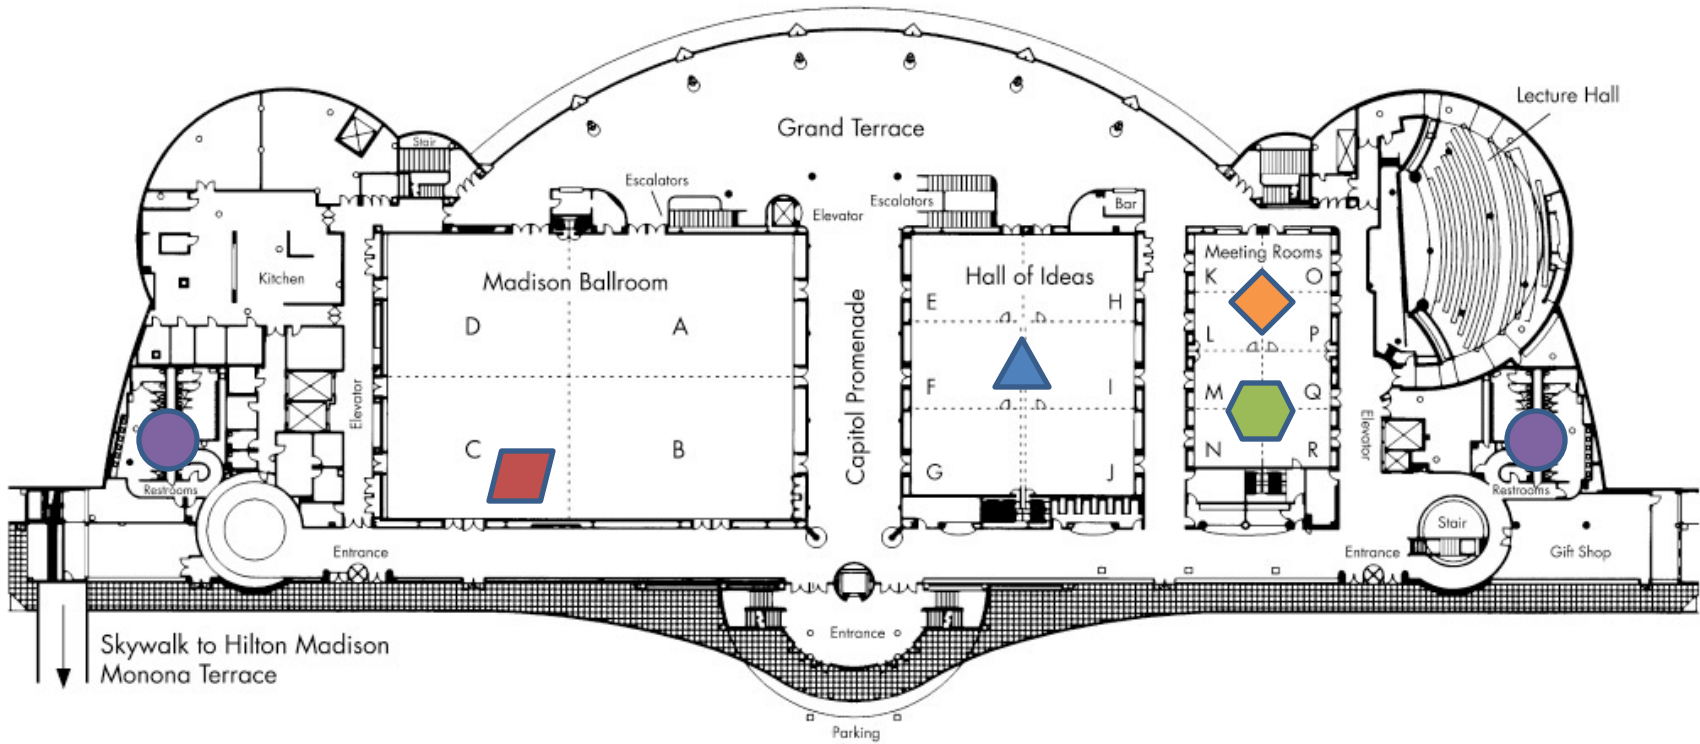 Lecture Hall
Grand Terrace
Stair
Escalators
Elevator
Escalators
Bar
Kitchen
Madison Ballroom
D
A
C
B
Elevator
Capitol Promenade
Hall of Ideas
E
H
F
I
G
J
Meeting Rooms
K
O
L
P
M
Q
N
R
Elevator
Restrooms
Restrooms
Stair
Gift Shop
Entrance
Entrance
Entrance
Skywalk to Hilton Madison
Monona Terrace
Parking